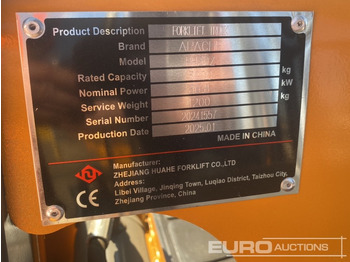 Product Description FORKLIFT
Brand APACHE
Model
Rated Capacity kg
Nominal Power kW
Service Weight kg
Serial Number
Production Date
MADE IN CHINA
Manufacturer:
ZHEJIANG HUAHE FORKLIFT CO.,LTD
Address:
Libei Village, Jinqing Town, Luqiao District, Taizhou City,
Zhejiang Province, China
CE
EURO AUCTIONS